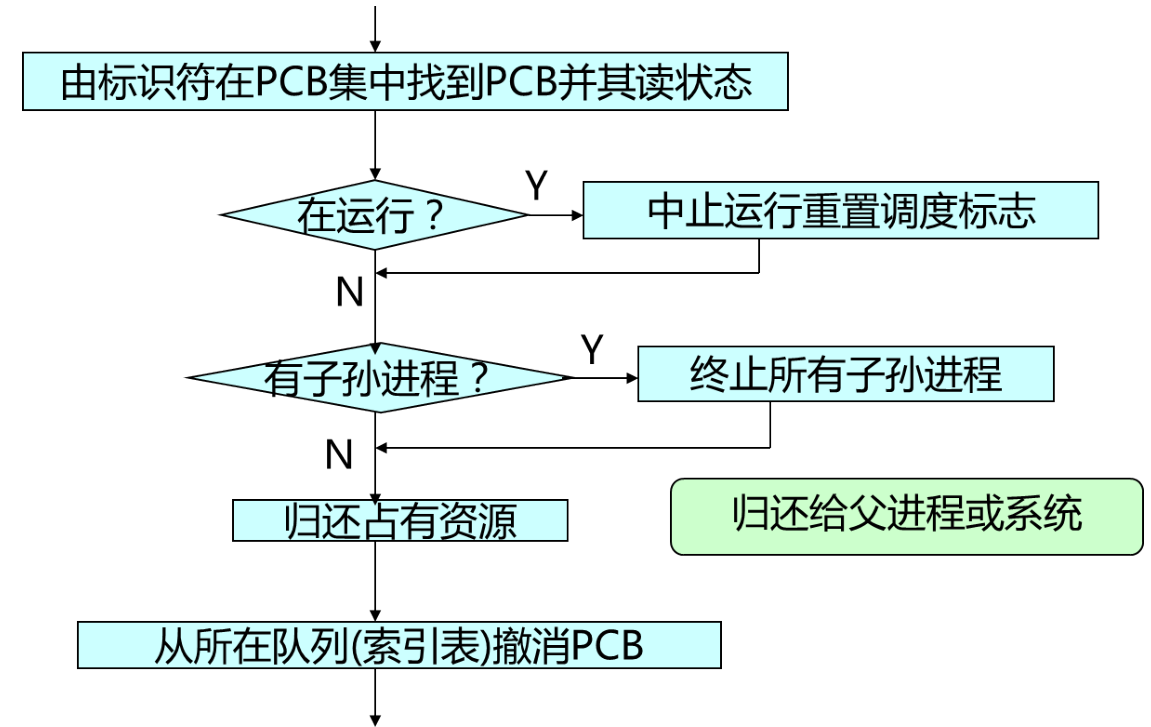 由标识符在PCB集中找到PCB并其读状态
在运行？
Y
中止运行重置调度标志
N
有子孙进程？
Y
终止所有子孙进程
N
归还占有资源
归还给父进程或系统
从所在队列(索引表)撤消PCB